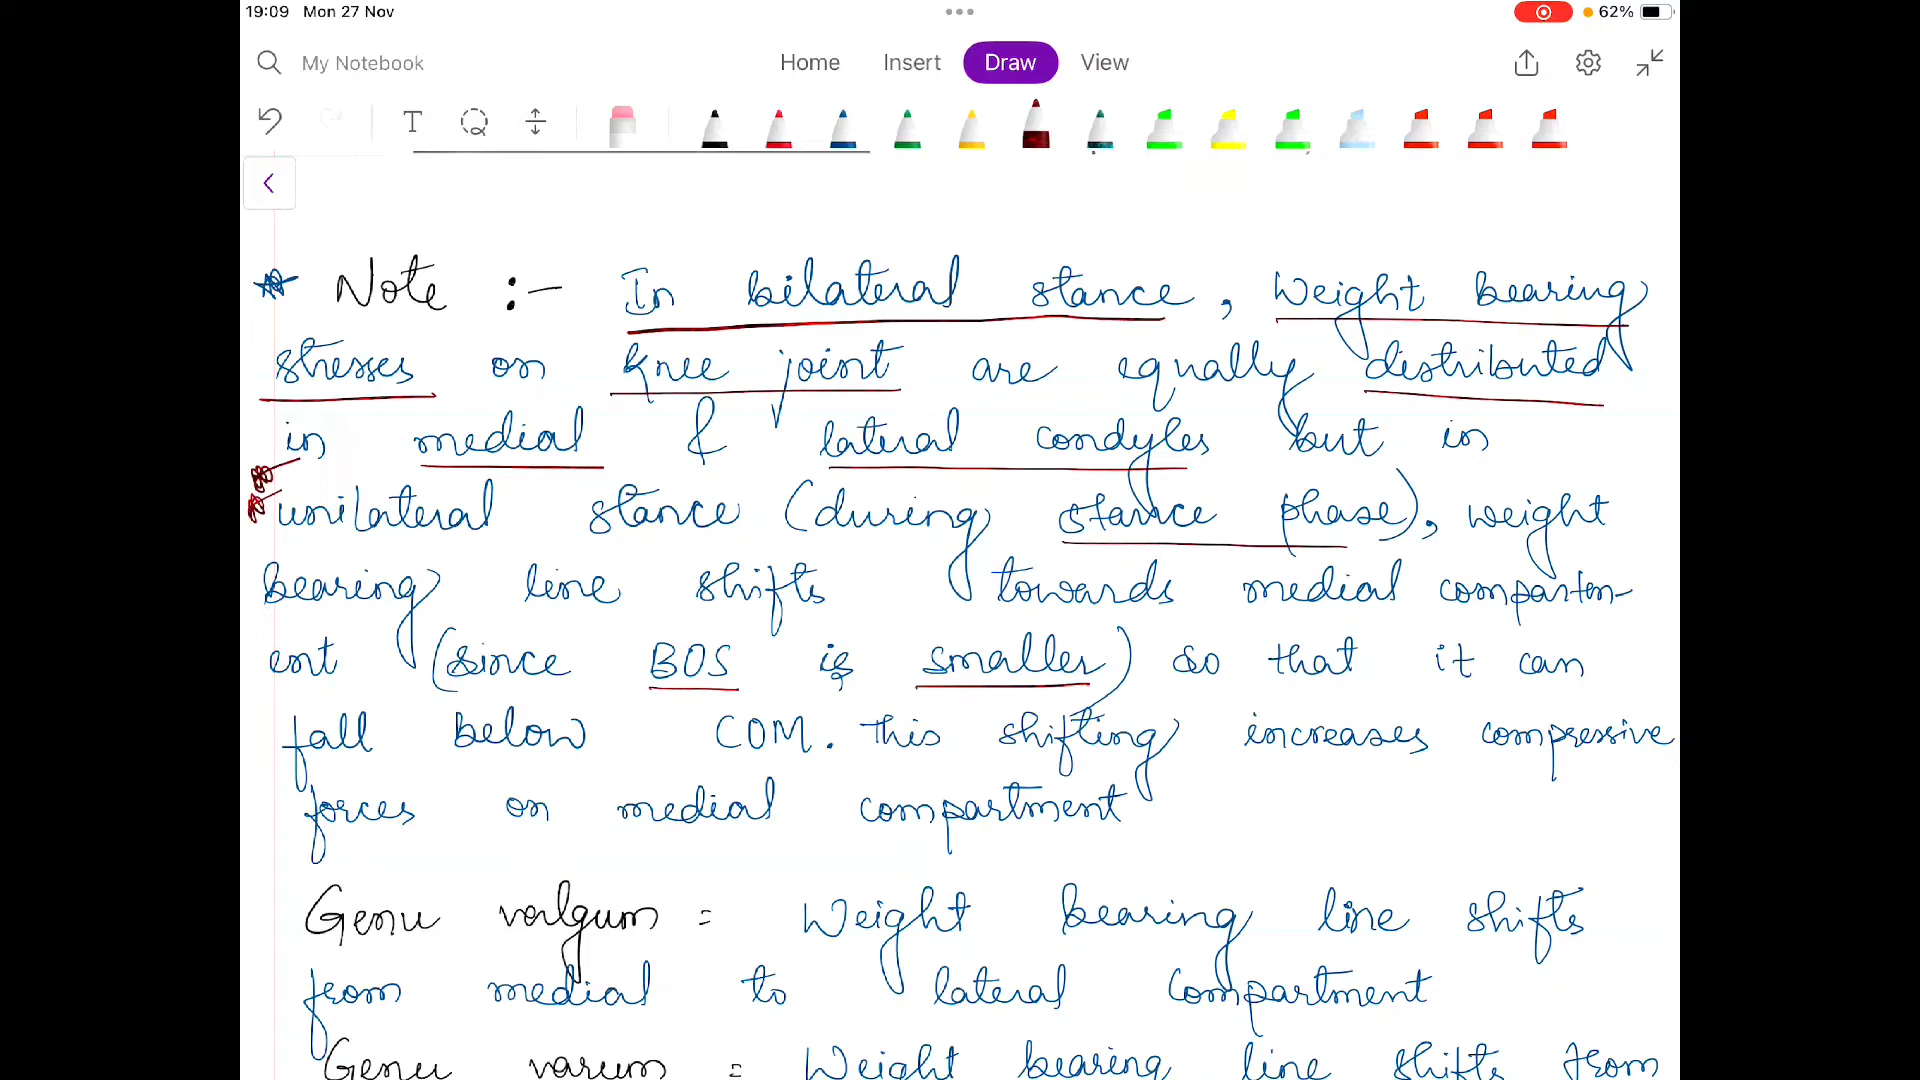 19:09 Mon 27 Nov
62%
My Notebook
Home Insert Draw View
T
Note :- In bilateral stance, Weight bearing
stresses on knee joint are equally distributed
in medial & lateral condyles but in
unilateral stance (during stance phase), weight
bearing line shifts towards medial compartm-
ent (since BOS is smaller) so that it can
fall below COM. This shifting increases compressive
forces on medial compartment
Genu valgum = Weight bearing line shifts
from medial to lateral compartment
Genu varum = Weight bearing line shifts from